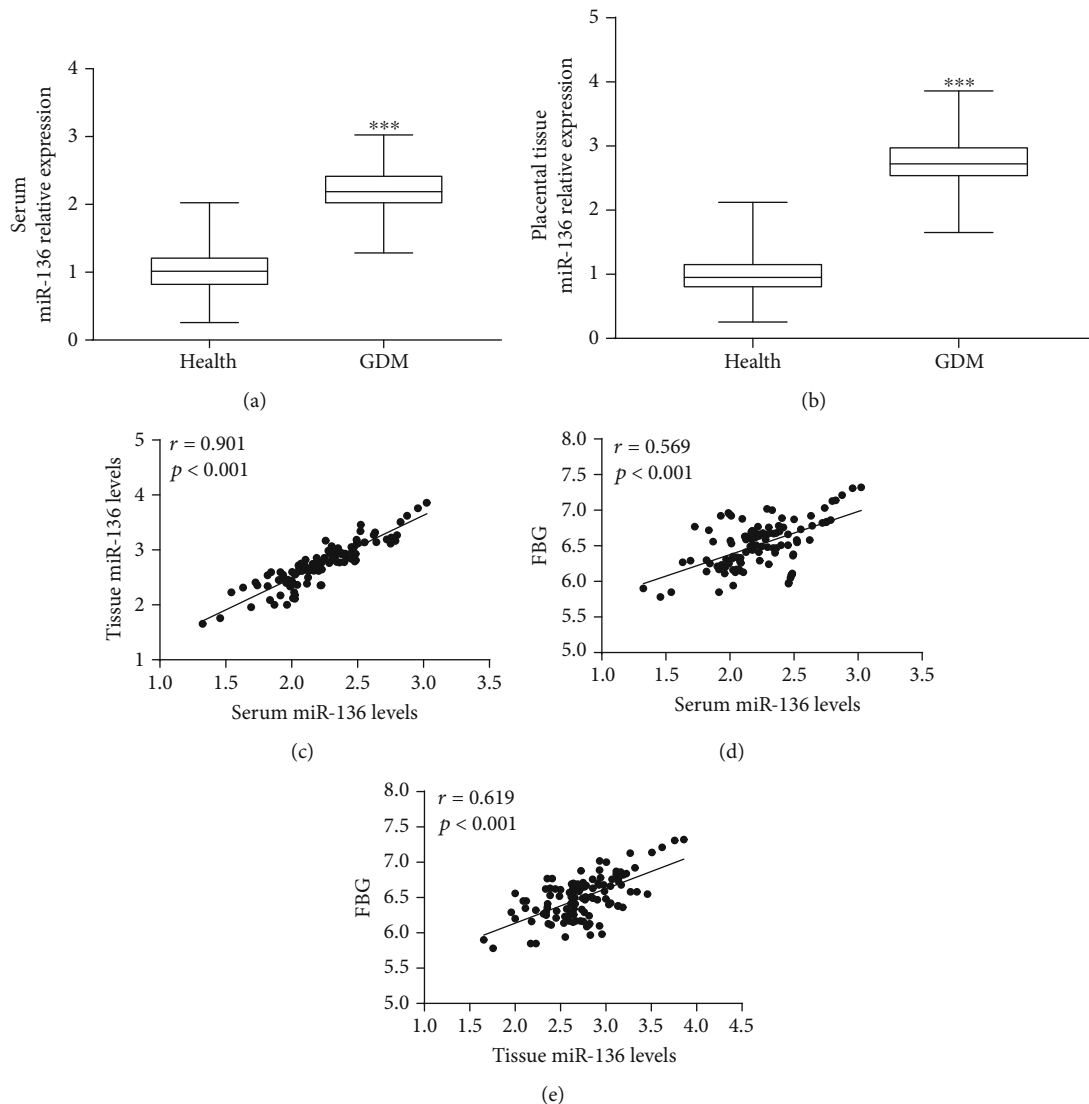 Serum
miR-136 relative expression
4
3
2
1
0
***
Health
GDM
(a)
Placental tissue
miR-136 relative expression
5
4
3
2
1
0
***
Health
GDM
(b)
Tissue miR-136 levels
5
4
3
2
1
r = 0.901
p < 0.001
1.0
1.5
2.0
2.5
3.0
3.5
Serum miR-136 levels
(c)
FBG
8.0
7.5
7.0
6.5
6.0
5.5
5.0
r = 0.569
p < 0.001
1.0
1.5
2.0
2.5
3.0
3.5
Serum miR-136 levels
(d)
FBG
8.0
7.5
7.0
6.5
6.0
5.5
5.0
r = 0.619
p < 0.001
1.0
1.5
2.0
2.5
3.0
3.5
4.0
4.5
Tissue miR-136 levels
(e)